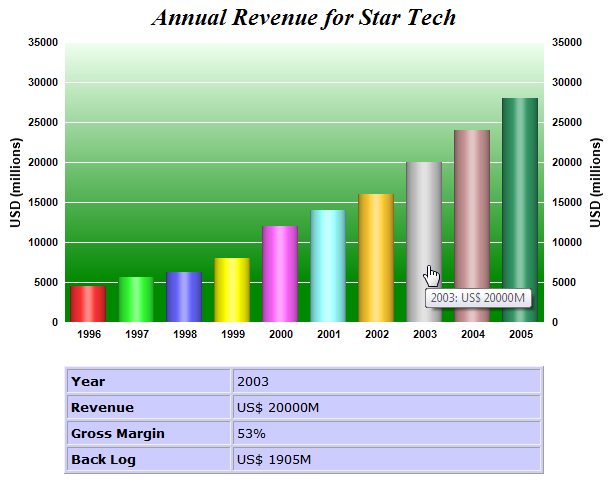 Annual Revenue for Star Tech
35000 35000
30000 30000
25000 25000
20000 20000
15000 15000
10000 10000
5000 5000
0 0
USD (millions) USD (millions)
2003: US$ 20000M
1996 1997 1998 1999 2000 2001 2002 2003 2004 2005
Year 2003
Revenue US$ 20000M
Gross Margin 53%
Back Log US$ 1905M